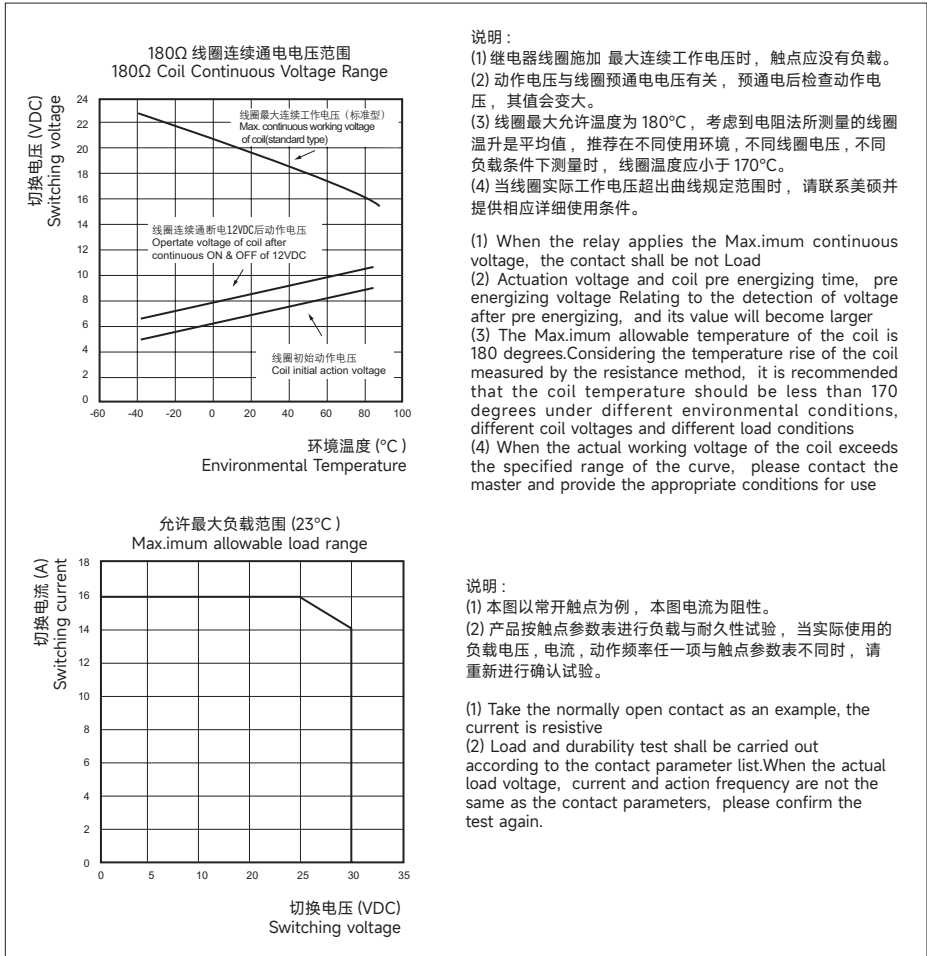 180Ω 线圈连续通电电压范围
180Ω Coil Continuous Voltage Range
切换电压 (VDC)
Switching voltage
24
22
20
18
16
14
12
10
8
6
4
2
0
线圈最大连续工作电压（标准型）
Max. continuous working voltage
of coil(standard type)
线圈连续通断电12VDC后动作电压
Opertate voltage of coil after
continuous ON & OFF of 12VDC
线圈初始动作电压
Coil initial action voltage
-60 -40 -20 0 20 40 60 80 100
环境温度 (°C )
Environmental Temperature
说明 :
(1) 继电器线圈施加 最大连续工作电压时， 触点应没有负载。
(2) 动作电压与线圈预通电电压有关， 预通电后检查动作电
压， 其值会变大。
(3) 线圈最大允许温度为 180°C， 考虑到电阻法所测量的线圈
温升是平均值， 推荐在不同使用环境 , 不同线圈电压 , 不同
负载条件下测量时， 线圈温度应小于 170°C。
(4) 当线圈实际工作电压超出曲线规定范围时， 请联系美硕并
提供相应详细使用条件。
(1) When the relay applies the Max.imum continuous
voltage, the contact shall be not Load
(2) Actuation voltage and coil pre energizing time, pre
energizing voltage Relating to the detection of voltage
after pre energizing, and its value will become larger
(3) The Max.imum allowable temperature of the coil is
180 degrees.Considering the temperature rise of the coil
measured by the resistance method, it is recommended
that the coil temperature should be less than 170
degrees under different environmental conditions,
different coil voltages and different load conditions
(4) When the actual working voltage of the coil exceeds
the specified range of the curve, please contact the
master and provide the appropriate conditions for use
允许最大负载范围 (23°C )
Max.imum allowable load range
切换电流 (A)
Switching current
18
16
14
12
10
8
6
4
2
0
0 5 10 20 25 30 35
切换电压 (VDC)
Switching voltage
说明 :
(1) 本图以常开触点为例， 本图电流为阻性。
(2) 产品按触点参数表进行负载与耐久性试验， 当实际使用的
负载电压 , 电流 , 动作频率任一项与触点参数表不同时， 请
重新进行确认试验。
(1) Take the normally open contact as an example, the
current is resistive
(2) Load and durability test shall be carried out
according to the contact parameter list.When the actual
load voltage, current and action frequency are not the
same as the contact parameters, please confirm the
test again.